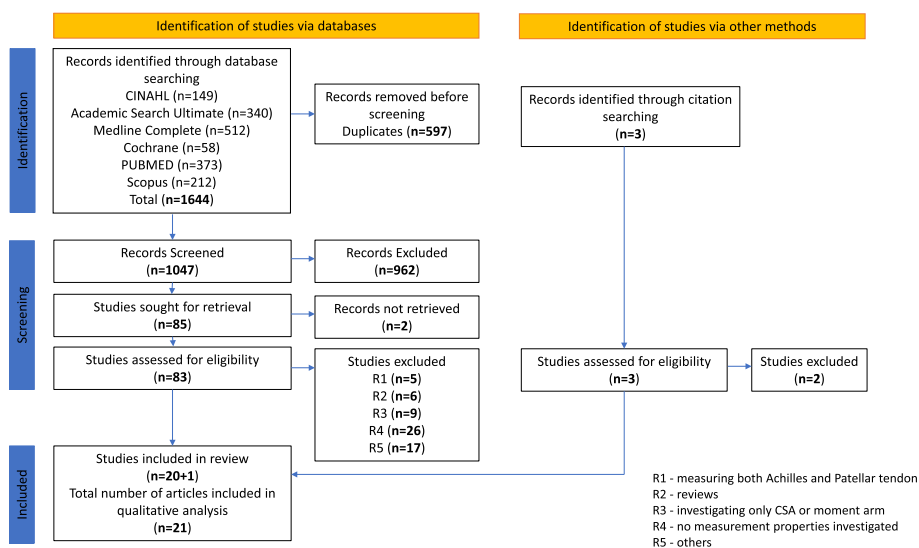 Identification of studies via databases
Identification of studies via other methods
Identification
Records identified through database
searching
CINAHL (n=149)
Academic Search Ultimate (n=340)
Medline Complete (n=512)
Cochrane (n=58)
PUBMED (n=373)
Scopus (n=212)
Total (n=1644)
Records removed before
screening
Duplicates (n=597)
Records identified through citation
searching
(n=3)
Screening
Records Screened
(n=1047)
Records Excluded
(n=962)
Studies sought for retrieval
(n=85)
Records not retrieved
(n=2)
Studies assessed for eligibility
(n=83)
Studies excluded
R1 (n=5)
R2 (n=6)
R3 (n=9)
R4 (n=26)
R5 (n=17)
Studies assessed for eligibility
(n=3)
Studies excluded
(n=2)
Included
Studies included in review
(n=20+1)
Total number of articles included in
qualitative analysis
(n=21)
R1 - measuring both Achilles and Patellar tendon
R2 - reviews
R3 - investigating only CSA or moment arm
R4 - no measurement properties investigated
R5 - others